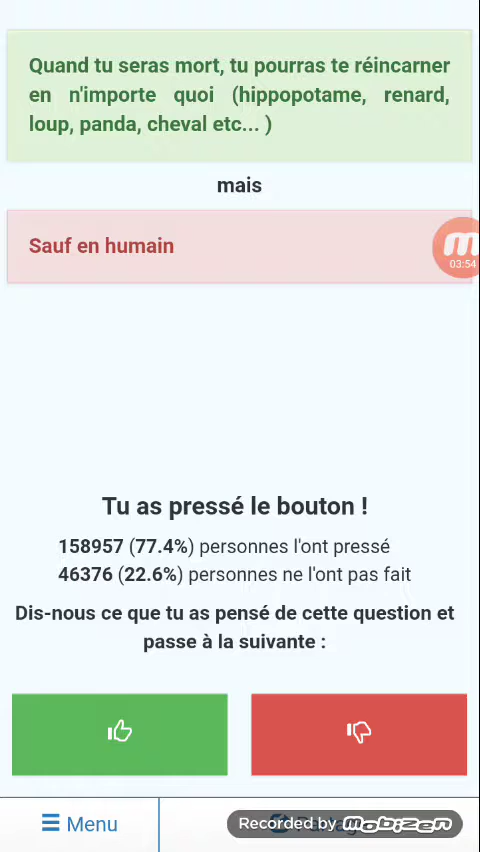 Quand tu seras mort, tu pourras te réincarner
en n'importe quoi (hippopotame, renard,
loup, panda, cheval etc... )
mais
Sauf en humain
03:54
Tu as pressé le bouton !
158957 (77.4%) personnes l'ont pressé
46376 (22.6%) personnes ne l'ont pas fait
Dis-nous ce que tu as pensé de cette question et
passe à la suivante :
Menu
Recorded by mobizen